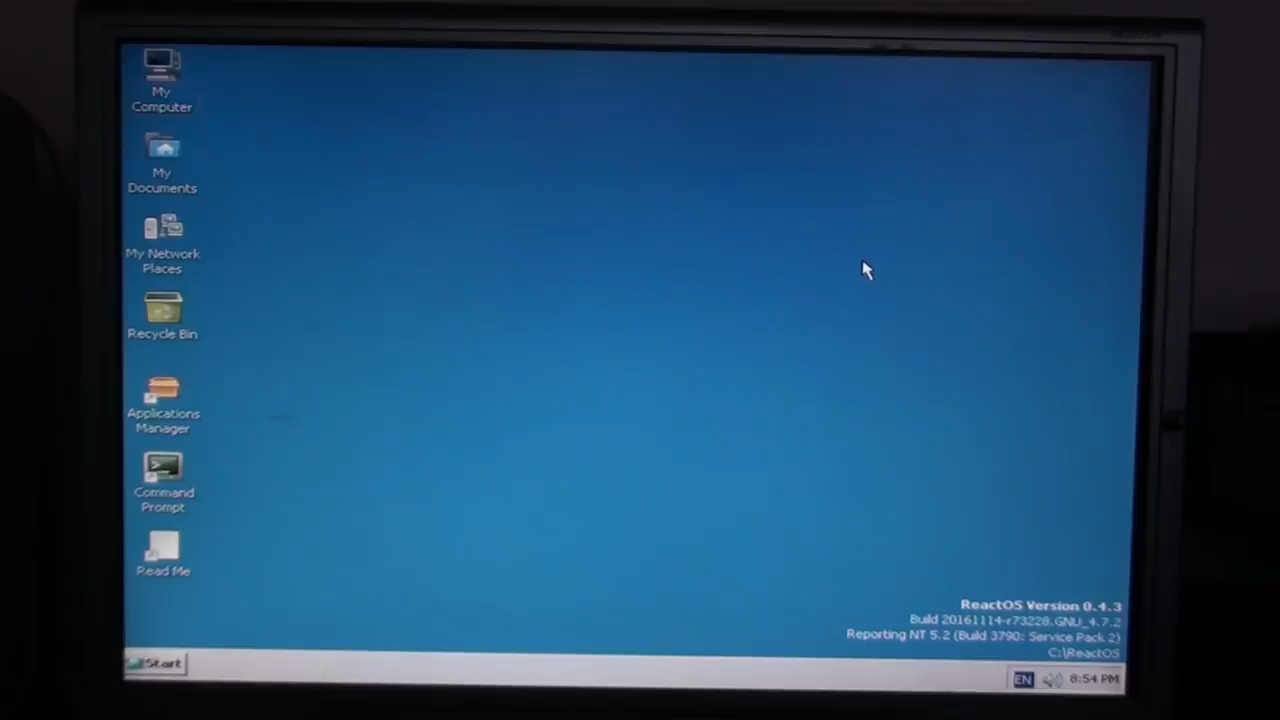 My
Computer
My
Documents
My Network
Places
Recycle Bin
Applications
Manager
Command
Prompt
Read Me
ReactOS Version 0.4.3
Build 20161114-r73228.GNU_4.7.2
Reporting NT 5.2 (Build 3790: Service Pack 2)
C:\ReactOS
Start
EN
8:54 PM